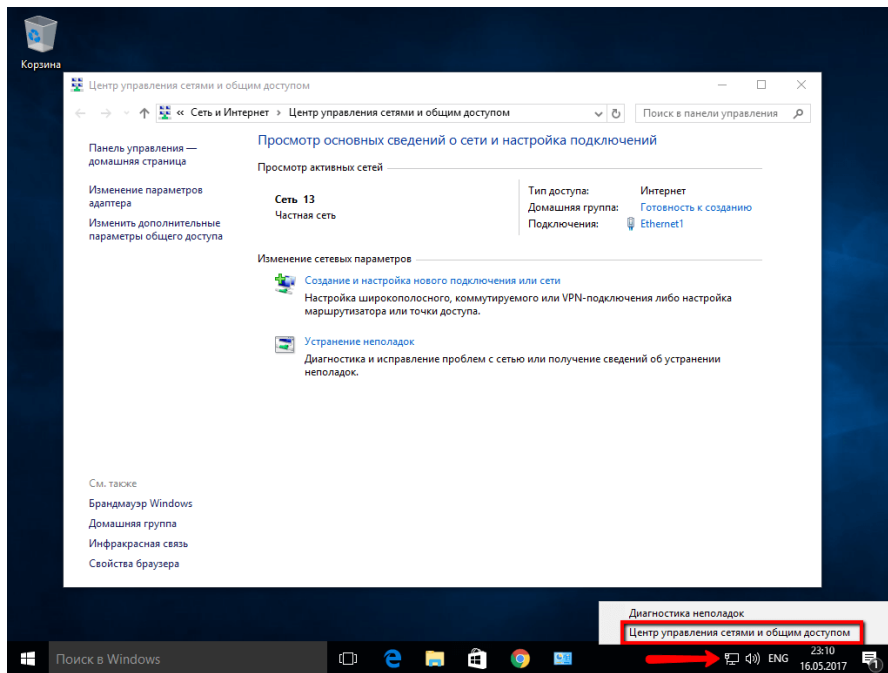 Корзина
Центр управления сетями и общим доступом
« Сеть и Интернет › Центр управления сетями и общим доступом
Поиск в панели управления
Панель управления —
домашняя страница
Изменение параметров
адаптера
Изменить дополнительные
параметры общего доступа
Просмотр основных сведений о сети и настройка подключений
Просмотр активных сетей
Сеть 13
Частная сеть
Тип доступа: Интернет
Домашняя группа: Готовность к созданию
Подключения: Ethernet1
Изменение сетевых параметров
Создание и настройка нового подключения или сети
Настройка широкополосного, коммутируемого или VPN-подключения либо настройка
маршрутизатора или точки доступа.
Устранение неполадок
Диагностика и исправление проблем с сетью или получение сведений об устранении
неполадок.
См. также
Брандмауэр Windows
Домашняя группа
Инфракрасная связь
Свойства браузера
Диагностика неполадок
Центр управления сетями и общим доступом
Поиск в Windows
ENG
23:10
16.05.2017
1